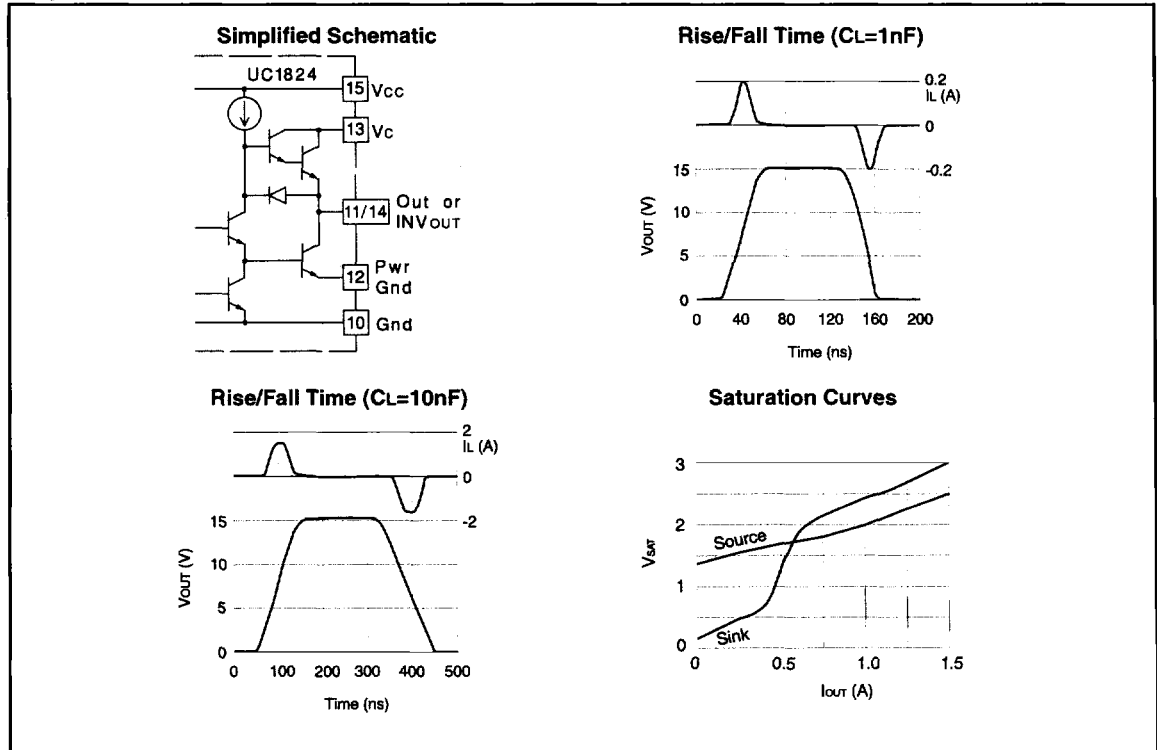 Simplified Schematic
UC1824
15 Vcc
13 Vc
11/14 Out or
INVOUT
12 Pwr
Gnd
10 Gnd
Rise/Fall Time (CL=1nF)
0.2
IL (A)
0
-0.2
15
10
5
0
VOUT (V)
0 40 80 120 160 200
Time (ns)
Rise/Fall Time (CL=10nF)
2
IL (A)
0
-2
15
10
5
0
VOUT (V)
0 100 200 300 400 500
Time (ns)
Saturation Curves
3
2
1
0
VSAT
Source
Sink
0 0.5 1.0 1.5
IOUT (A)